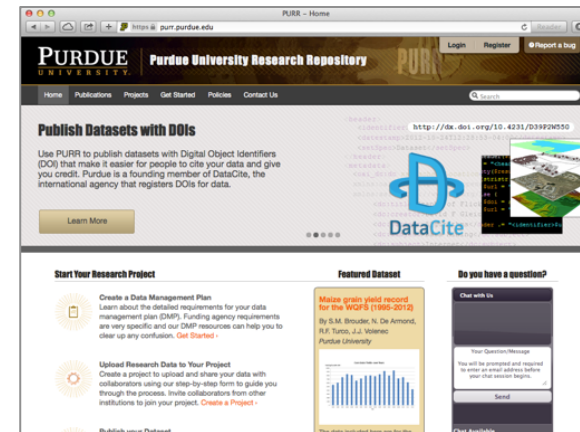 PURR – Home
https purr.purdue.edu
Reader
PURDUE
UNIVERSITY
Purdue University Research Repository
PURR
Login Register Report a bug
Home Publications Projects Get Started Policies Contact Us
Search
Publish Datasets with DOIs
Use PURR to publish datasets with Digital Object Identifiers
(DOI) that make it easier for people to cite your data and give
you credit. Purdue is a founding member of DataCite, the
international agency that registers DOIs for data.
Learn More
http://dx.doi.org/10.4231/D39P2W550
DataCite
Start Your Research Project
Create a Data Management Plan
Learn about the detailed requirements for your data
management plan (DMP). Funding agency requirements
are very specific and our DMP resources can help you to
clear up any confusion. Get Started ›
Upload Research Data to Your Project
Create a project to upload and share your data with
collaborators using our step-by-step form to guide you
through the process. Invite collaborators from other
institutions to join your project. Create a Project ›
Publish your Dataset
Featured Dataset
Maize grain yield record
for the WQFS (1995-2012)
By S.M. Brouder, N. De Armond,
R.F. Turco, J.J. Volenec
Purdue University
Do you have a question?
Chat with Us
Your Question/Message
You will be prompted and required
to enter an email address before
your chat session begins.
Send
Chat Available